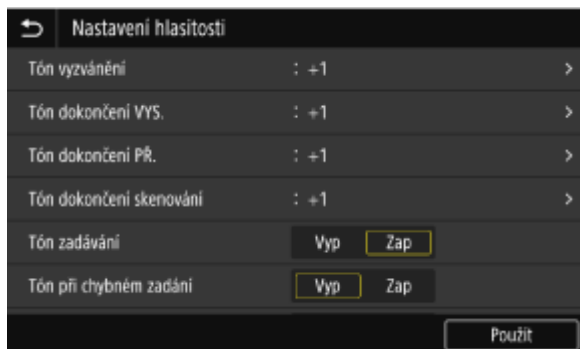 Nastavení hlasitosti
Tón vyzvánění : +1 >
Tón dokončení VYS. : +1 >
Tón dokončení PŘ. : +1 >
Tón dokončení skenování : +1 >
Tón zadávání Vyp Zap
Tón při chybném zadání Vyp Zap
Použít